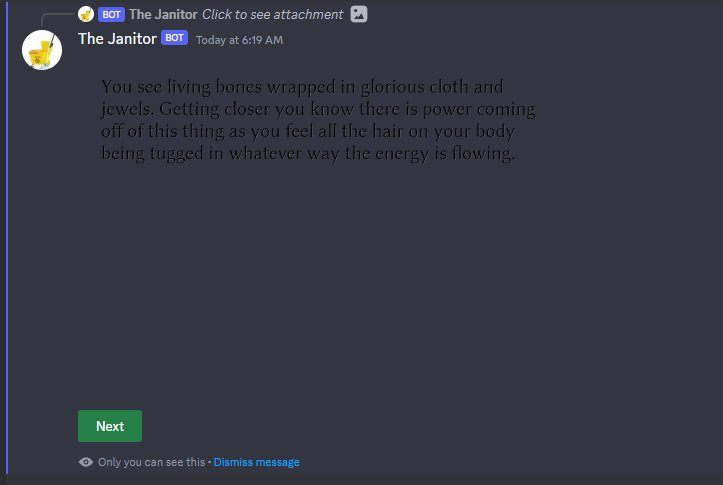 BOT The Janitor Click to see attachment
The Janitor BOT Today at 6:19 AM
You see living bones wrapped in glorious cloth and
jewels. Getting closer you know there is power coming
off of this thing as you feel all the hair on your body
being tugged in whatever way the energy is flowing.
Next
Only you can see this • Dismiss message